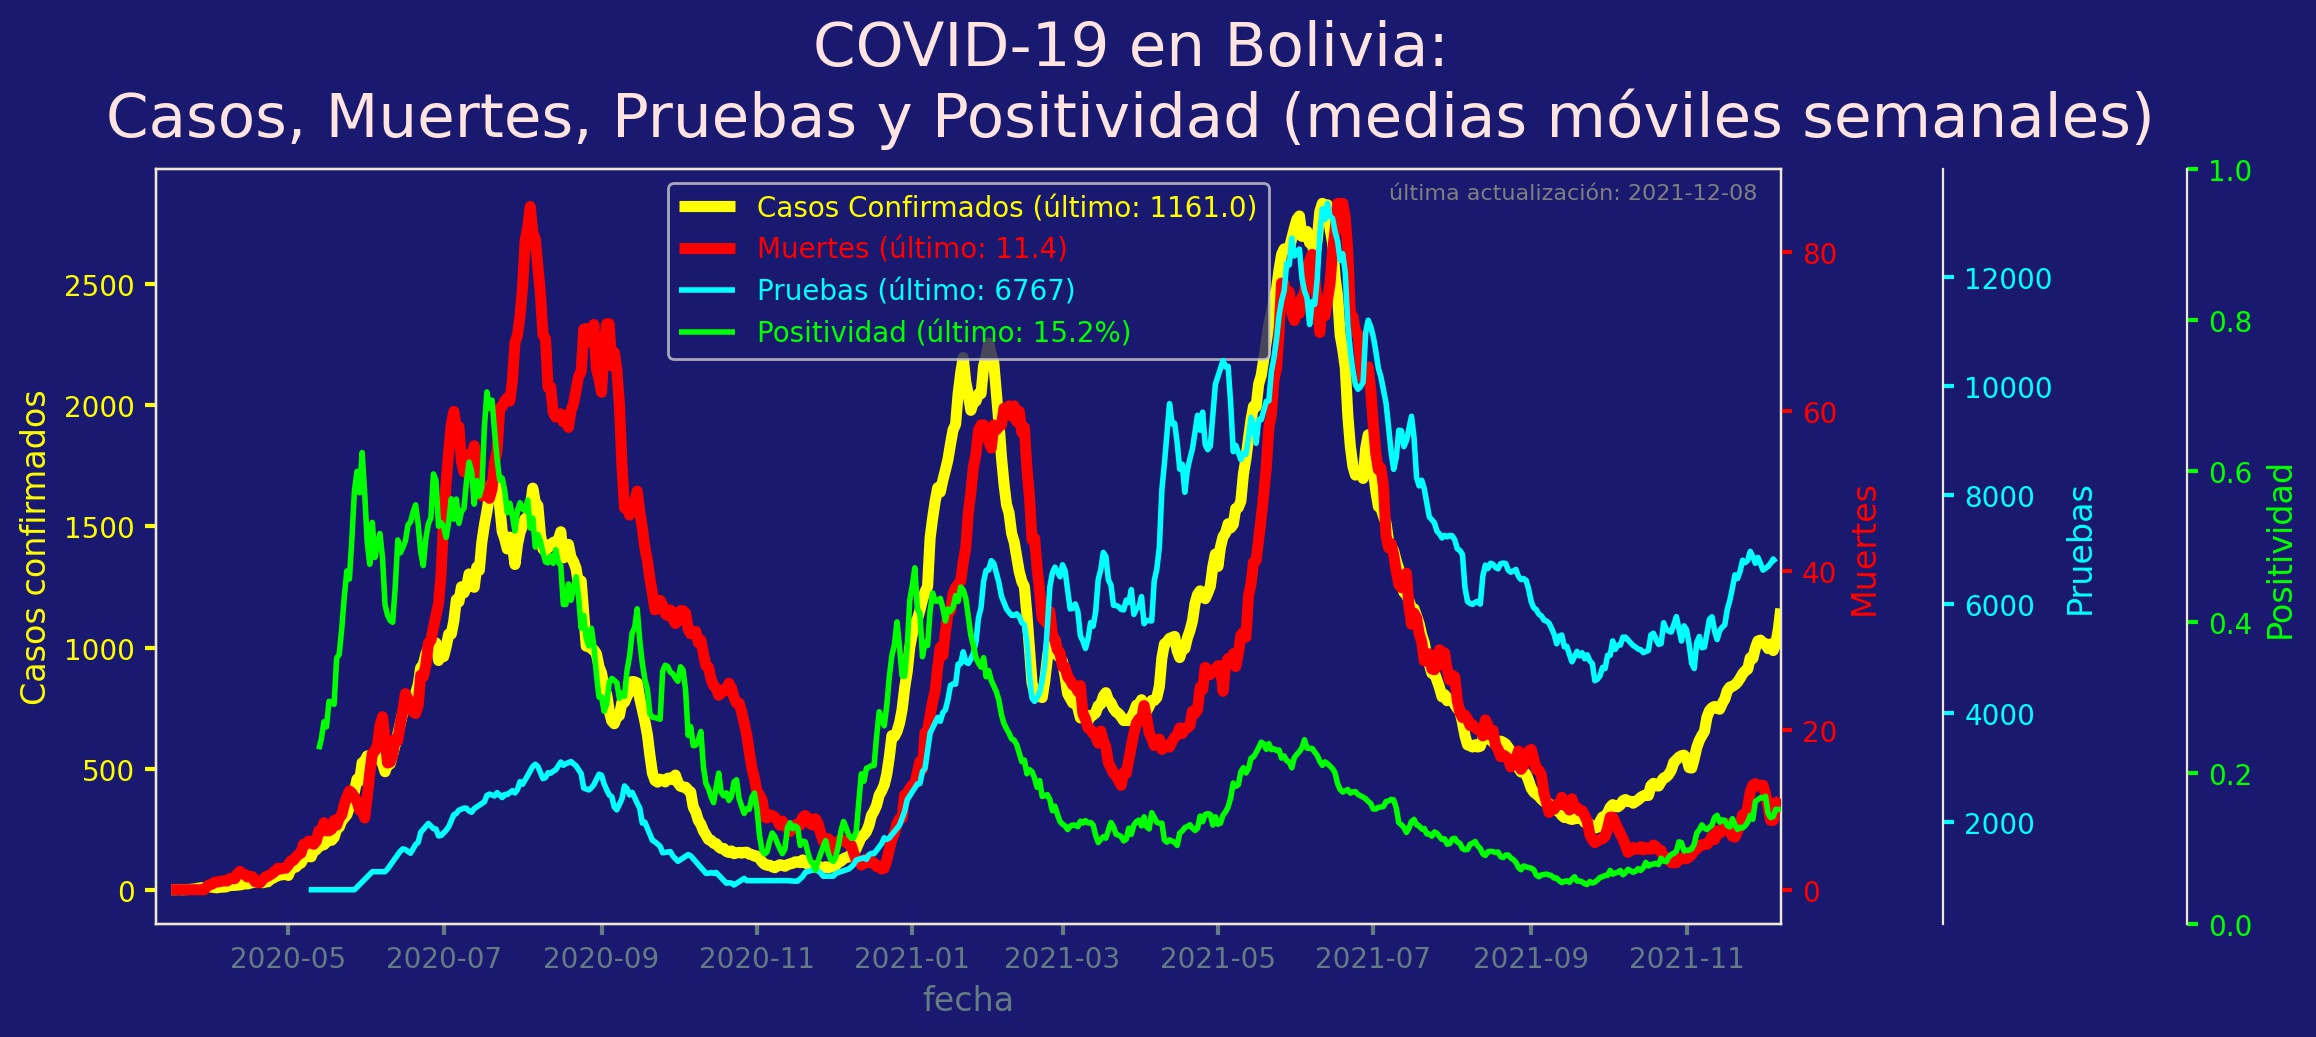 COVID-19 en Bolivia:
Casos, Muertes, Pruebas y Positividad (medias móviles semanales)
última actualización: 2021-12-08
Casos Confirmados (último: 1161.0)
Muertes (último: 11.4)
Pruebas (último: 6767)
Positividad (último: 15.2%)
Casos confirmados
2500
2000
1500
1000
500
0
80
60
40
20
0
Muertes
12000
10000
8000
6000
4000
2000
Pruebas
1.0
0.8
0.6
0.4
0.2
0.0
Positividad
2020-05
2020-07
2020-09
2020-11
2021-01
2021-03
2021-05
2021-07
2021-09
2021-11
fecha